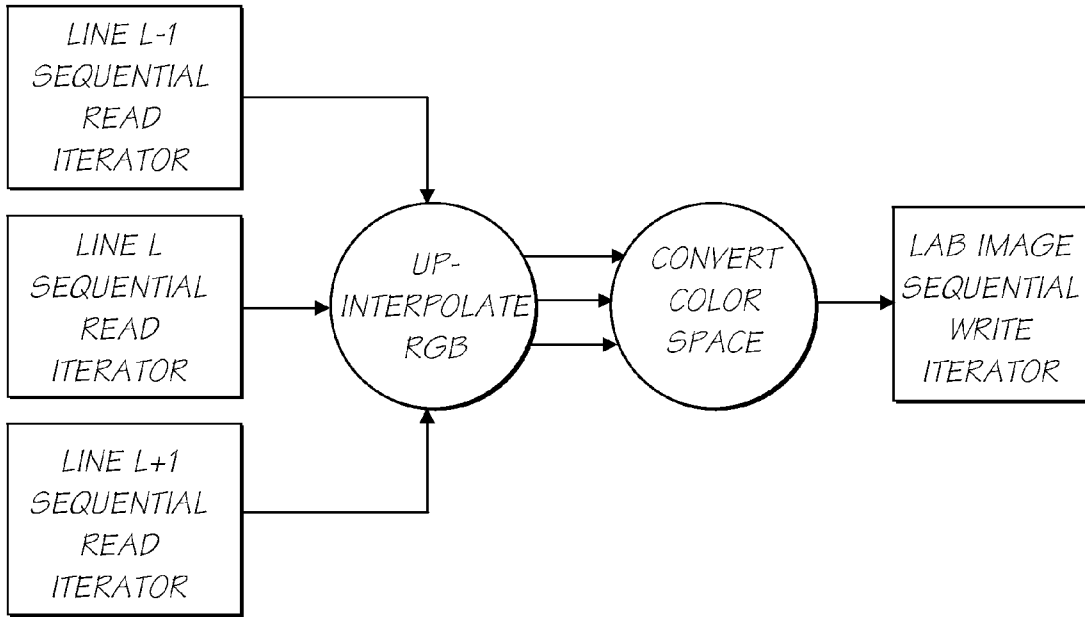 LINE L-1
SEQUENTIAL
READ
ITERATOR
LINE L
SEQUENTIAL
READ
ITERATOR
LINE L+1
SEQUENTIAL
READ
ITERATOR
UP-
INTERPOLATE
RGB
CONVERT
COLOR
SPACE
LAB IMAGE
SEQUENTIAL
WRITE
ITERATOR